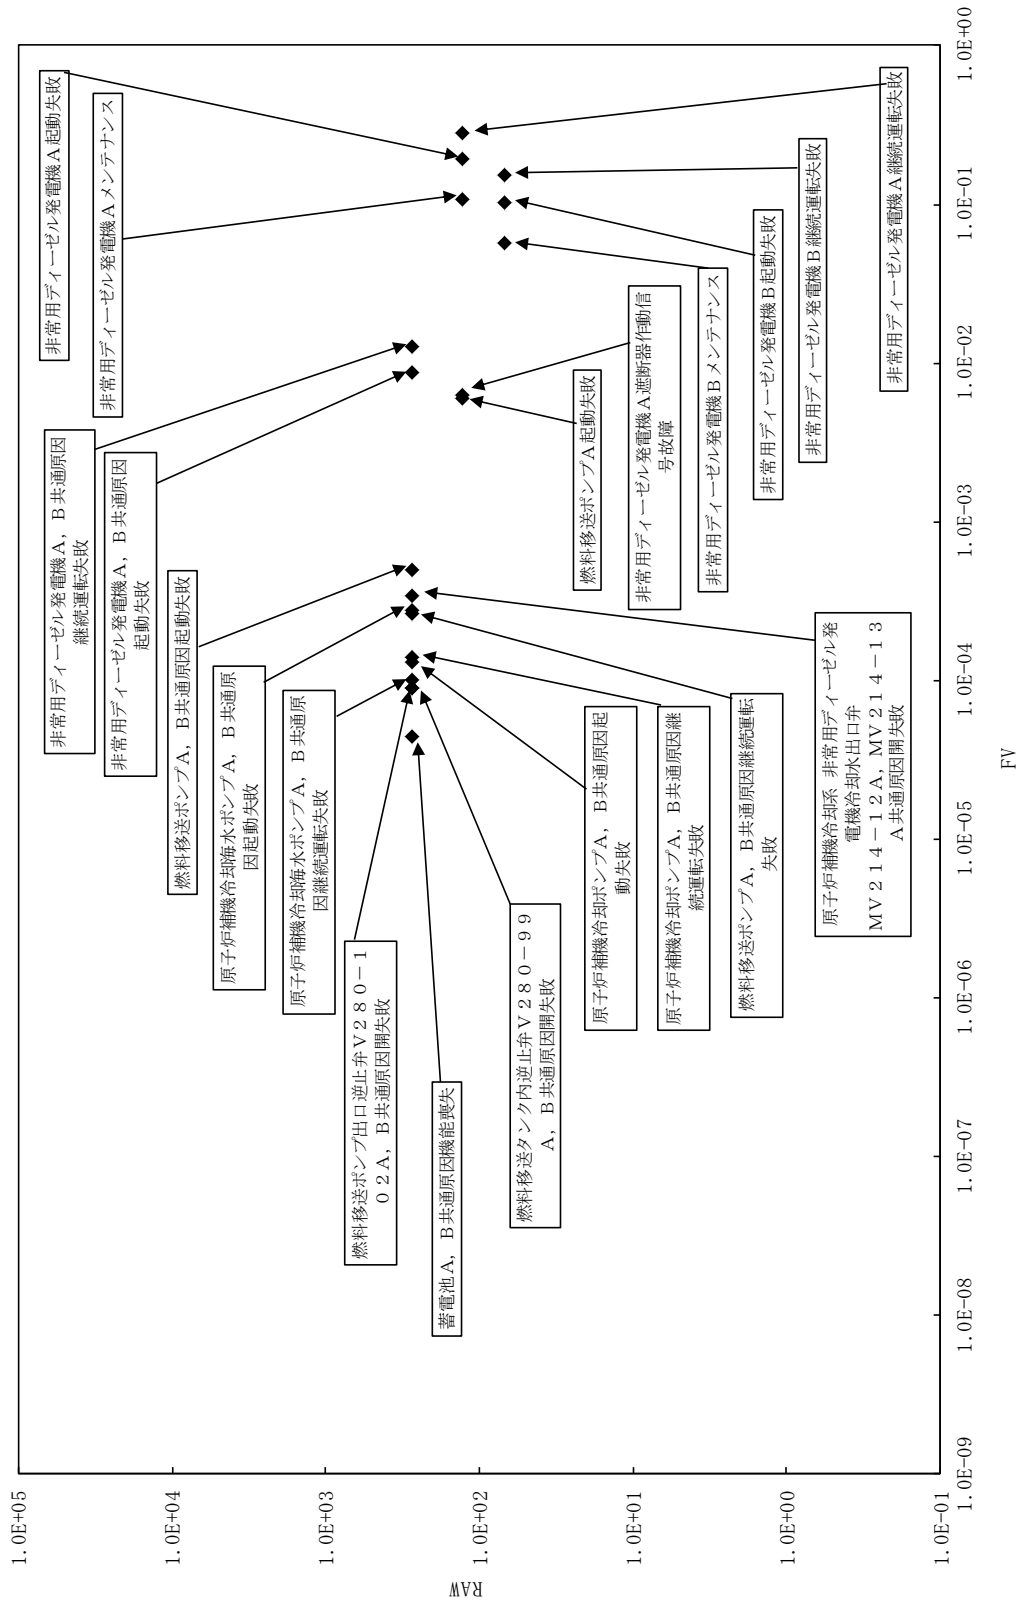 RAW
1.0E+05
1.0E+04
1.0E+03
1.0E+02
1.0E+01
1.0E+00
1.0E-01
1.0E-09
1.0E-08
1.0E-07
1.0E-06
1.0E-05
1.0E-04
1.0E-03
1.0E-02
1.0E-01
1.0E+00
FV
非常用ディーゼル発電機A起動失敗
非常用ディーゼル発電機Aメンテナンス
非常用ディーゼル発電機A，B共通原因
継続運転失敗
非常用ディーゼル発電機A，B共通原因
起動失敗
燃料移送ポンプA，B共通原因起動失敗
原子炉補機冷却海水ポンプA，B共通原
因起動失敗
原子炉補機冷却海水ポンプA，B共通原
因継続運転失敗
燃料移送ポンプ出口逆止弁V280－1
02A，B共通原因開失敗
蓄電池A，B共通原因機能喪失
燃料移送タンク内逆止弁V280－99
A，B共通原因開失敗
原子炉補機冷却ポンプA，B共通原因起
動失敗
原子炉補機冷却ポンプA，B共通原因継
続運転失敗
燃料移送ポンプA，B共通原因継続運転
失敗
原子炉補機冷却系 非常用ディーゼル発
電機冷却水出口弁
MV214－12A，MV214－13
A共通原因開失敗
燃料移送ポンプA起動失敗
非常用ディーゼル発電機A遮断器作動信
号故障
非常用ディーゼル発電機Bメンテナンス
非常用ディーゼル発電機B起動失敗
非常用ディーゼル発電機B継続運転失敗
非常用ディーゼル発電機A継続運転失敗